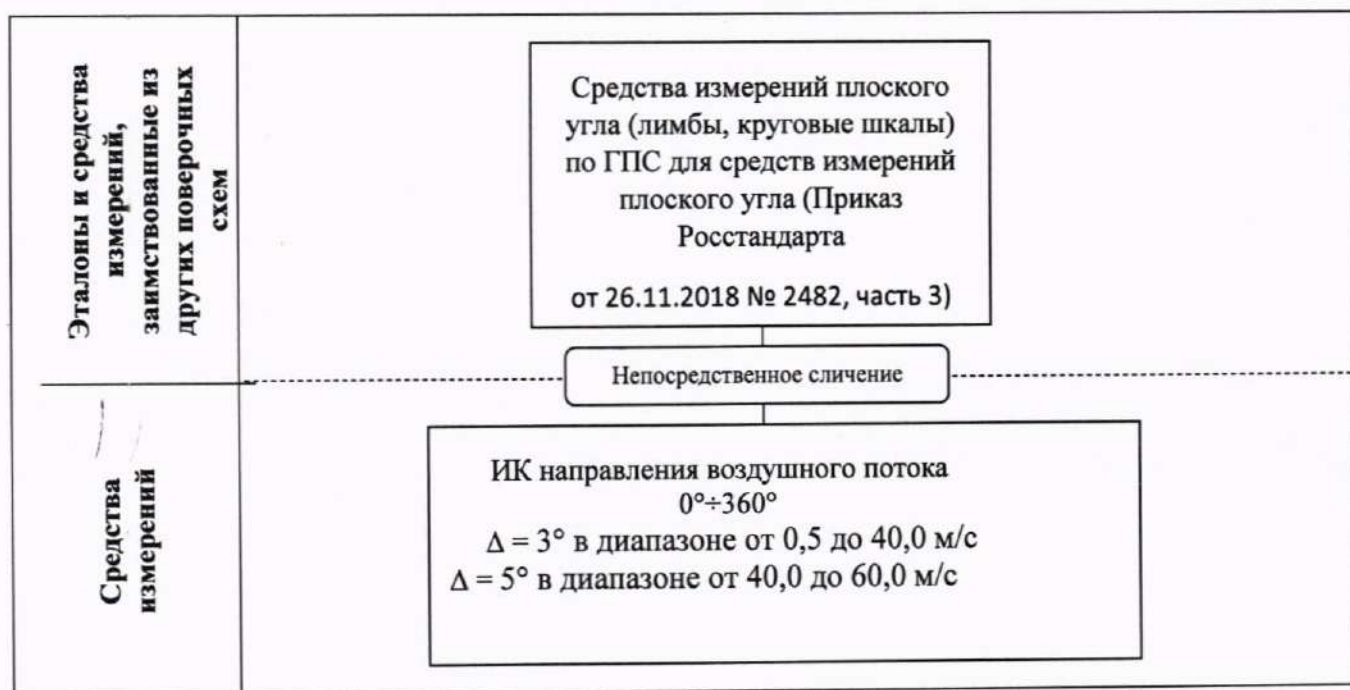 Эталоны и средства
измерений,
заимствованные из
других поверочных
схем
Средства измерений плоского
угла (лимбы, круговые шкалы)
по ГПС для средств измерений
плоского угла (Приказ
Росстандарта
от 26.11.2018 № 2482, часть 3)
Непосредственное сличение
Средства
измерений
ИК направления воздушного потока
0°÷360°
Δ = 3° в диапазоне от 0,5 до 40,0 м/с
Δ = 5° в диапазоне от 40,0 до 60,0 м/с